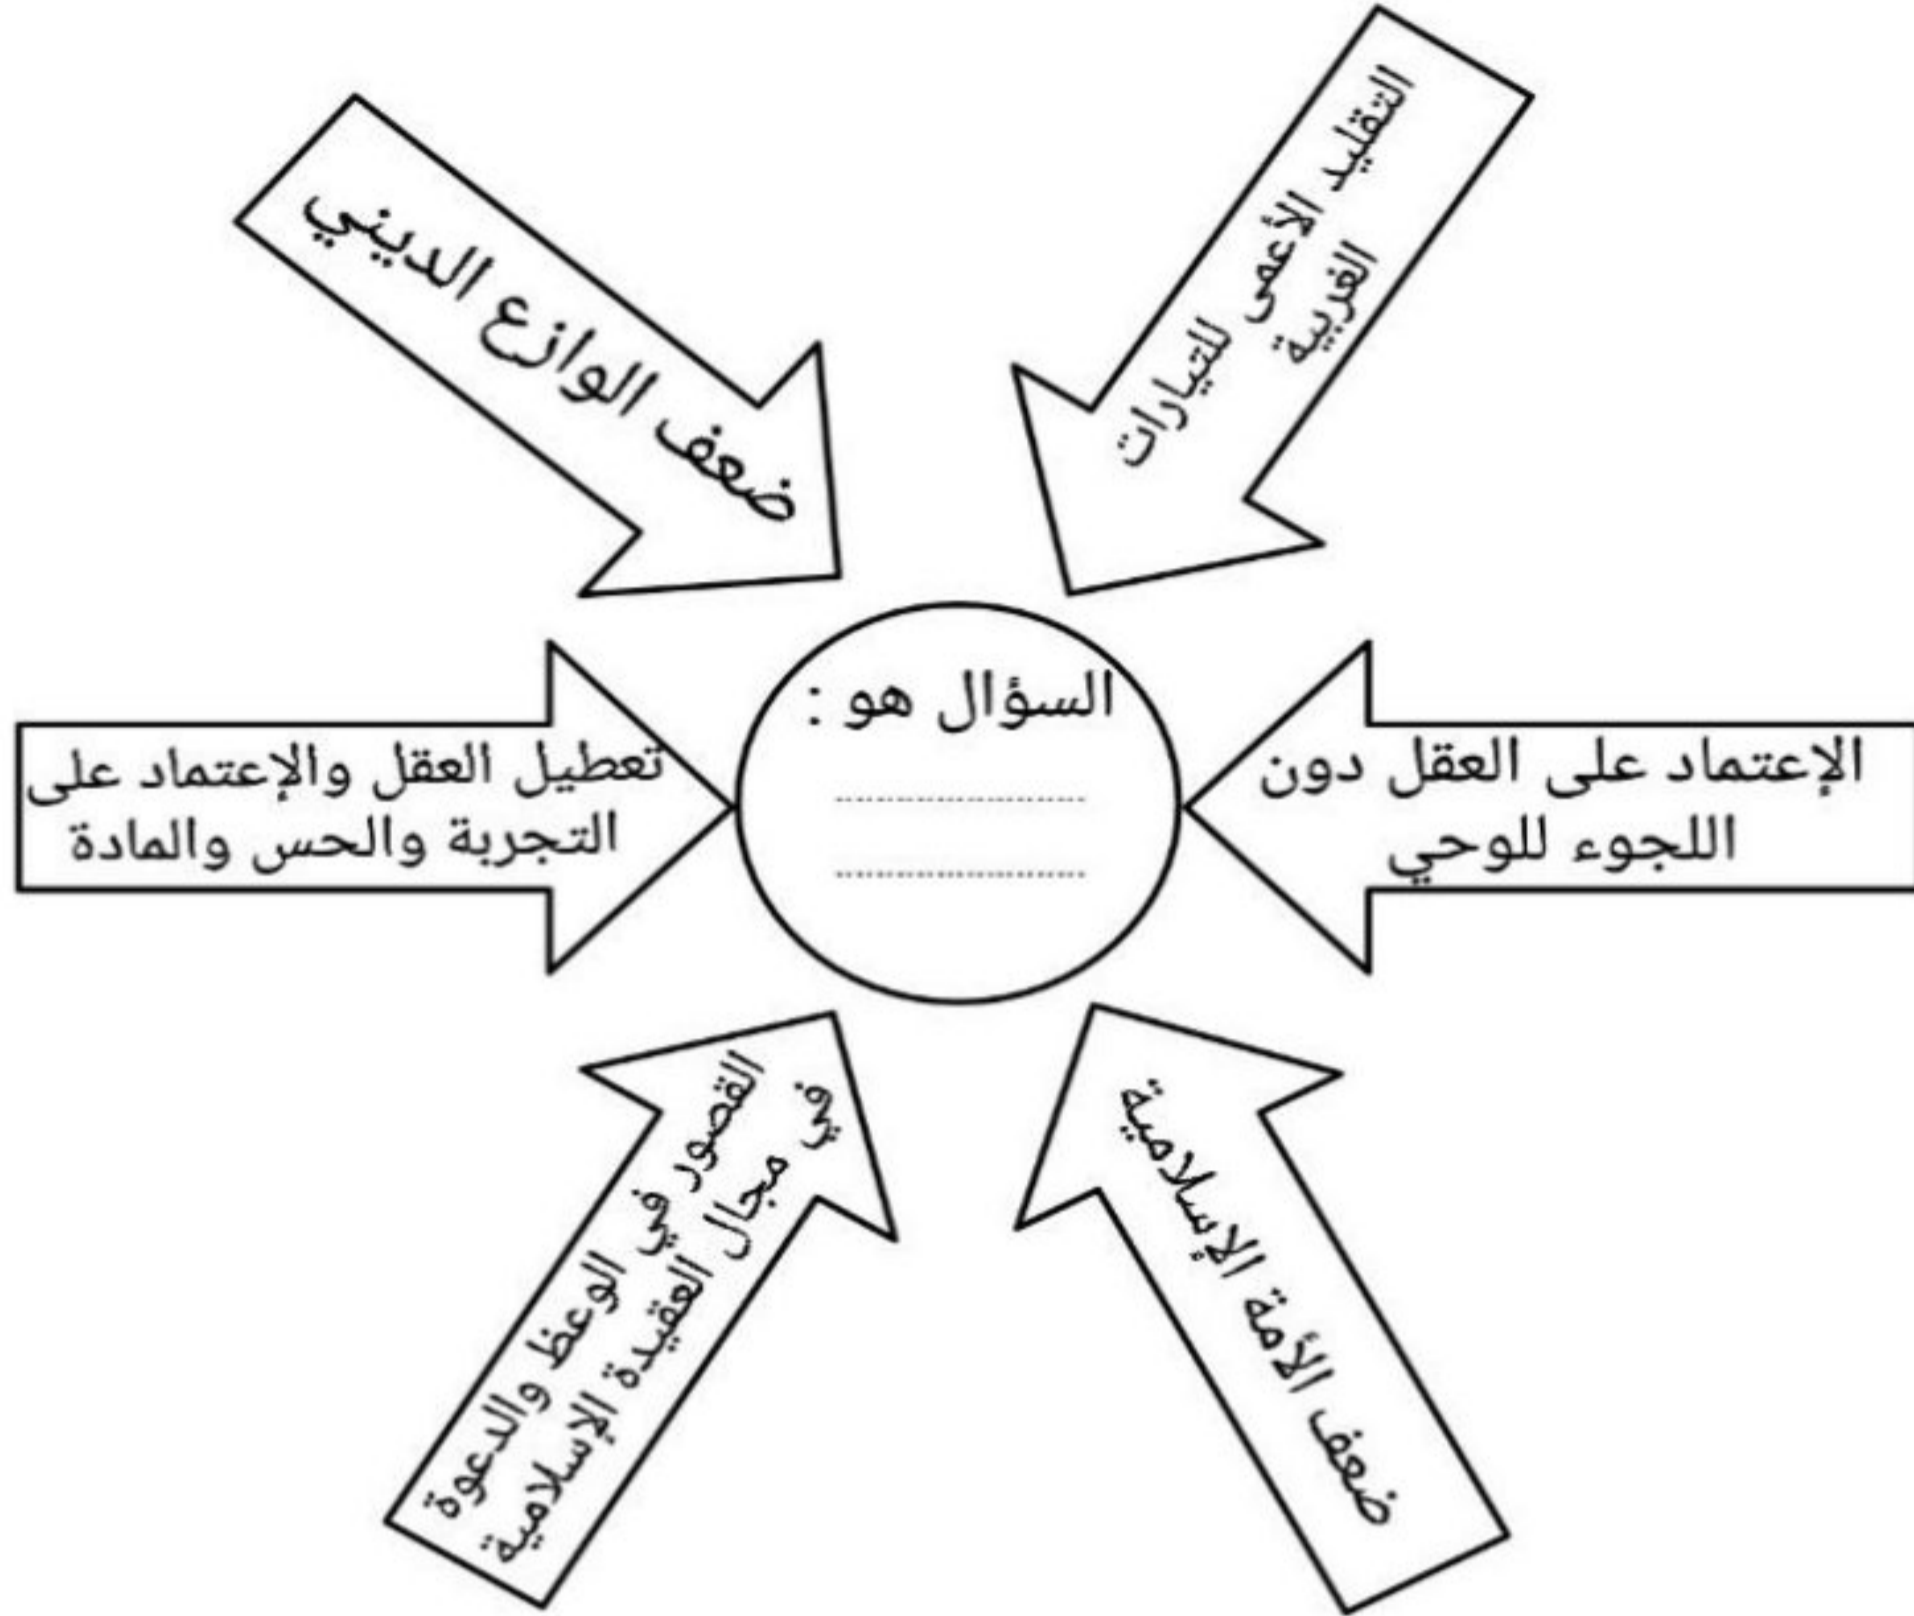 التقليد الأعمى للتيارات
الغربية
ضعف الوازع الديني
السؤال هو :
الإعتماد على العقل دون
اللجوء للوحي
تعطيل العقل والإعتماد على
التجربة والحس والمادة
ضعف الأمة الإسلامية
القصور في الوعظ والدعوة
في مجال العقيدة الإسلامية